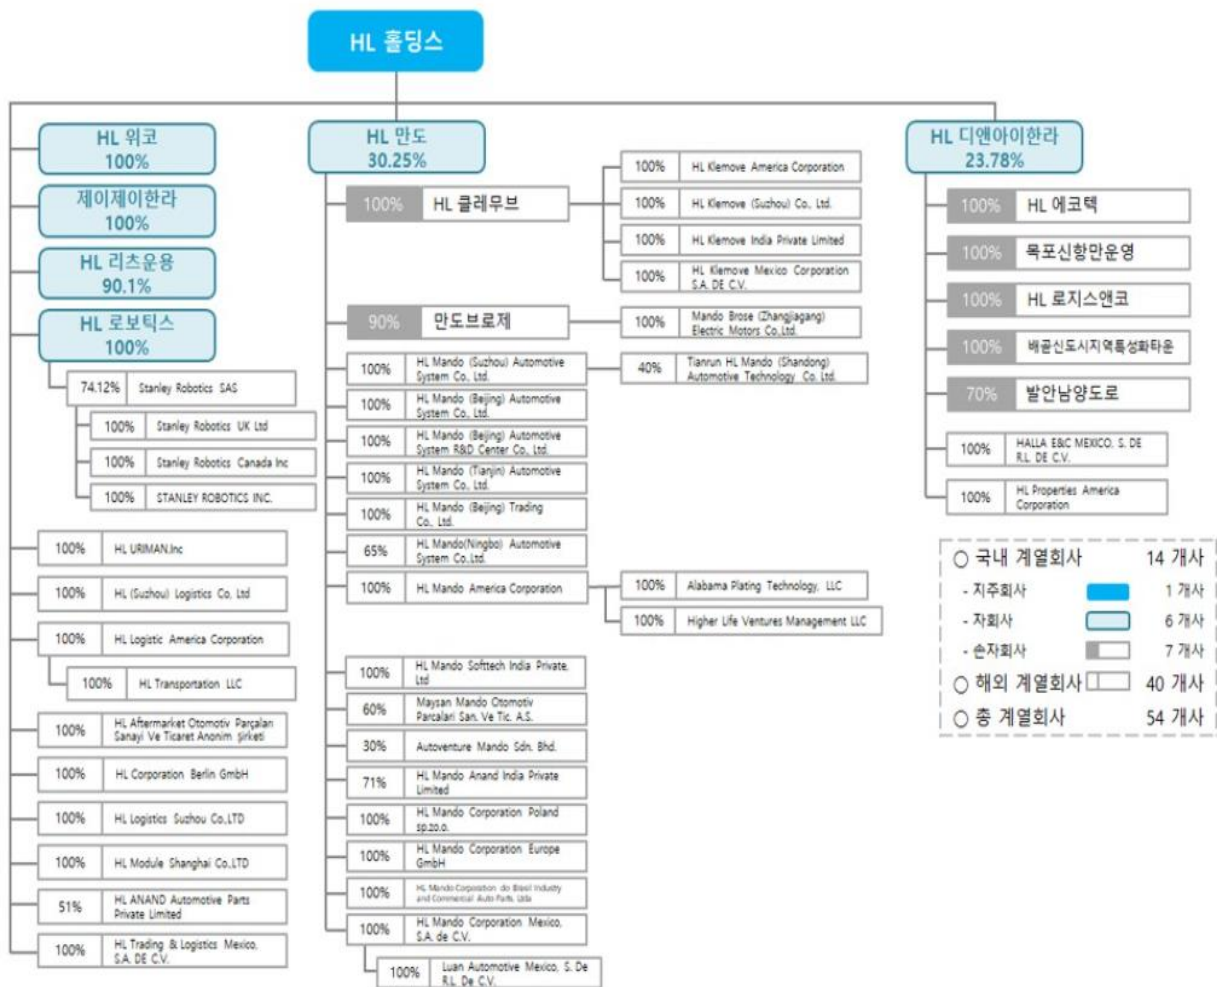 HL 홀딩스
HL 위코
100%
제이제이한라
100%
HL 리츠운용
90.1%
HL 로보틱스
100%
74.12% Stanley Robotics SAS
100% Stanley Robotics UK Ltd
100% Stanley Robotics Canada Inc
100% STANLEY ROBOTICS INC.
100% HL URIMAN.Inc
100% HL (Suzhou) Logistics Co, Ltd
100% HL Logistic America Corporation
100% HL Transportation LLC
100% HL Aftermarket Otomotiv Parçaları
Sanayi Ve Ticaret Anonim Şirketi
100% HL Corporation Berlin GmbH
100% HL Logistics Suzhou Co.,LTD
100% HL Module Shanghai Co.,LTD
51% HL ANAND Automotive Parts
Private Limited
100% HL Trading & Logistics Mexico,
S.A. DE C.V.
HL 만도
30.25%
100% HL 클레무브
100% HL Klemove America Corporation
100% HL Klemove (Suzhou) Co., Ltd.
100% HL Klemove India Private Limited
100% HL Klemove Mexico Corporation
S.A. DE C.V.
90% 만도브로제
100% Mando Brose (Zhangjiagang)
Electric Motors Co.,Ltd.
100% HL Mando (Suzhou) Automotive
System Co., Ltd.
40% Tianrun HL Mando (Shandong)
Automotive Technology Co. Ltd.
100% HL Mando (Beijing) Automotive
System Co., Ltd.
100% HL Mando (Beijing) Automotive
System R&D Center Co., Ltd.
100% HL Mando (Tianjin) Automotive
System Co., Ltd.
100% HL Mando (Beijing) Trading
Co., Ltd.
65% HL Mando(Ningbo) Automotive
System Co.,Ltd.
100% HL Mando America Corporation
100% Alabama Plating Technology, LLC
100% Higher Life Ventures Management LLC
100% HL Mando Softtech India Private,
Ltd
60% Maysan Mando Otomotiv
Parcalari San. Ve Tic. A.S.
30% Autoventure Mando Sdn. Bhd.
71% HL Mando Anand India Private
Limited
100% HL Mando Corporation Poland
sp.zo.o.
100% HL Mando Corporation Europe
GmbH
100% HL Mando Corporation do Brasil Industry
and Commercial Auto Parts, Ltda
100% HL Mando Corporation Mexico,
S.A. de C.V.
100% Luan Automotive Mexico, S. De
R.L. De C.V.
HL 디앤아이한라
23.78%
100% HL 에코텍
100% 목포신항만운영
100% HL 로지스앤코
100% 배곧신도시지역특성화타운
70% 발안남양도로
100% HALLA E&C MEXICO, S. DE
R.L. DE C.V.
100% HL Properties America
Corporation
○ 국내 계열회사 14 개사
- 지주회사 1 개사
- 자회사 6 개사
- 손자회사 7 개사
○ 해외 계열회사 40 개사
○ 총 계열회사 54 개사